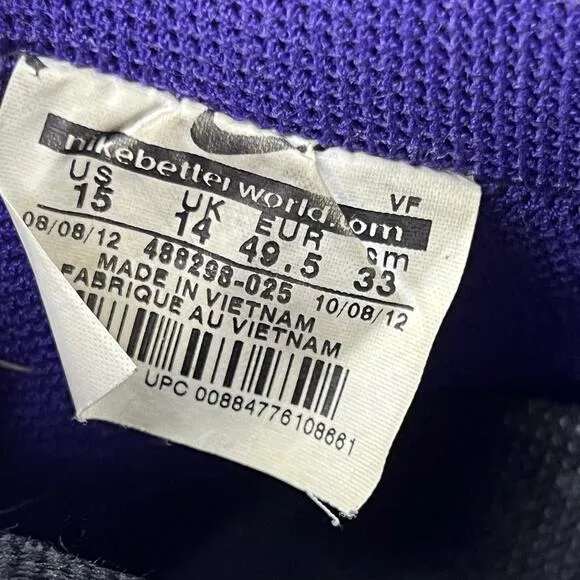 VF
nikebetterworld.com
US UK EUR cm
15 14 49.5 33
08/08/12 488298-025 10/08/12
MADE IN VIETNAM
FABRIQUE AU VIETNAM
UPC 00884776108661